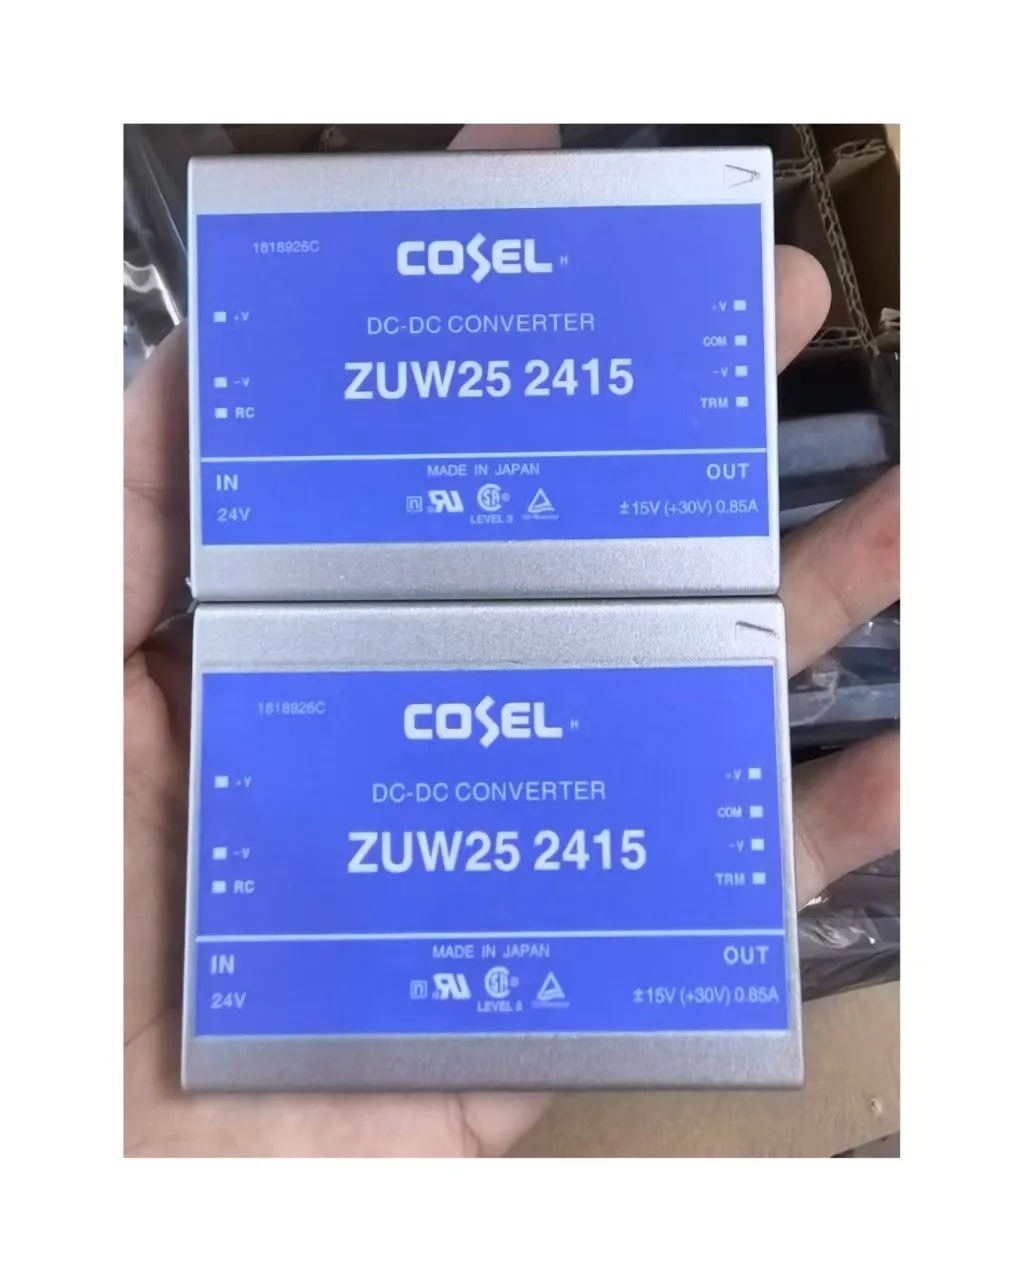 1818926C
COSEL H
+V
+V
DC-DC CONVERTER
COM
ZUW25 2415
-V
-V
RC
TRM
MADE IN JAPAN
IN
OUT
24V
LEVEL 3
±15V (+30V) 0.85A
1818926C
COSEL H
+V
+V
DC-DC CONVERTER
COM
ZUW25 2415
-V
-V
RC
TRM
MADE IN JAPAN
IN
OUT
24V
LEVEL 3
±15V (+30V) 0.85A